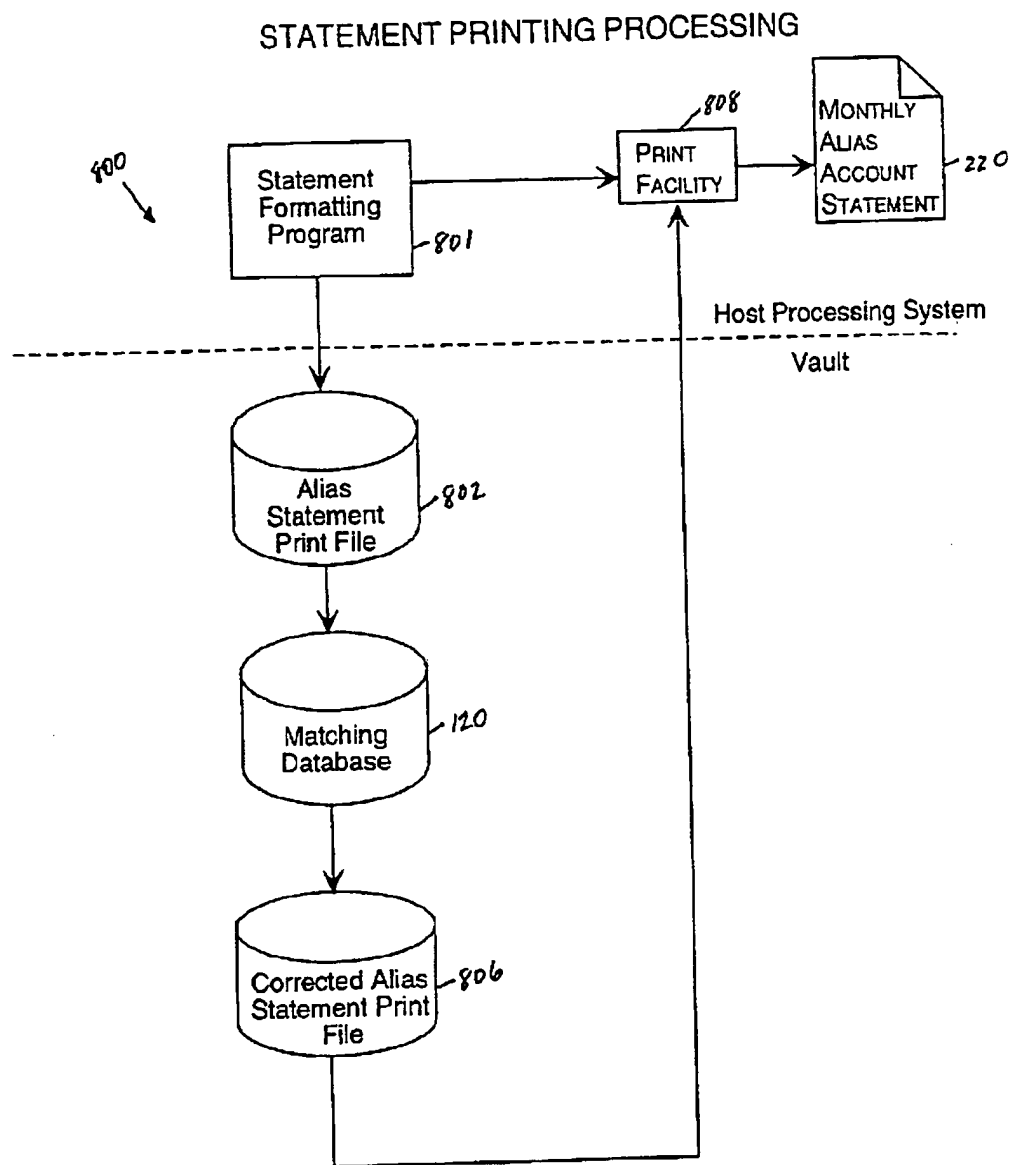 STATEMENT PRINTING PROCESSING
800
Statement
Formatting
Program
801
808
PRINT
FACILITY
MONTHLY
ALIAS
ACCOUNT
STATEMENT
220
Host Processing System
Vault
Alias
Statement
Print File
802
Matching
Database
120
Corrected Alias
Statement Print
File
806